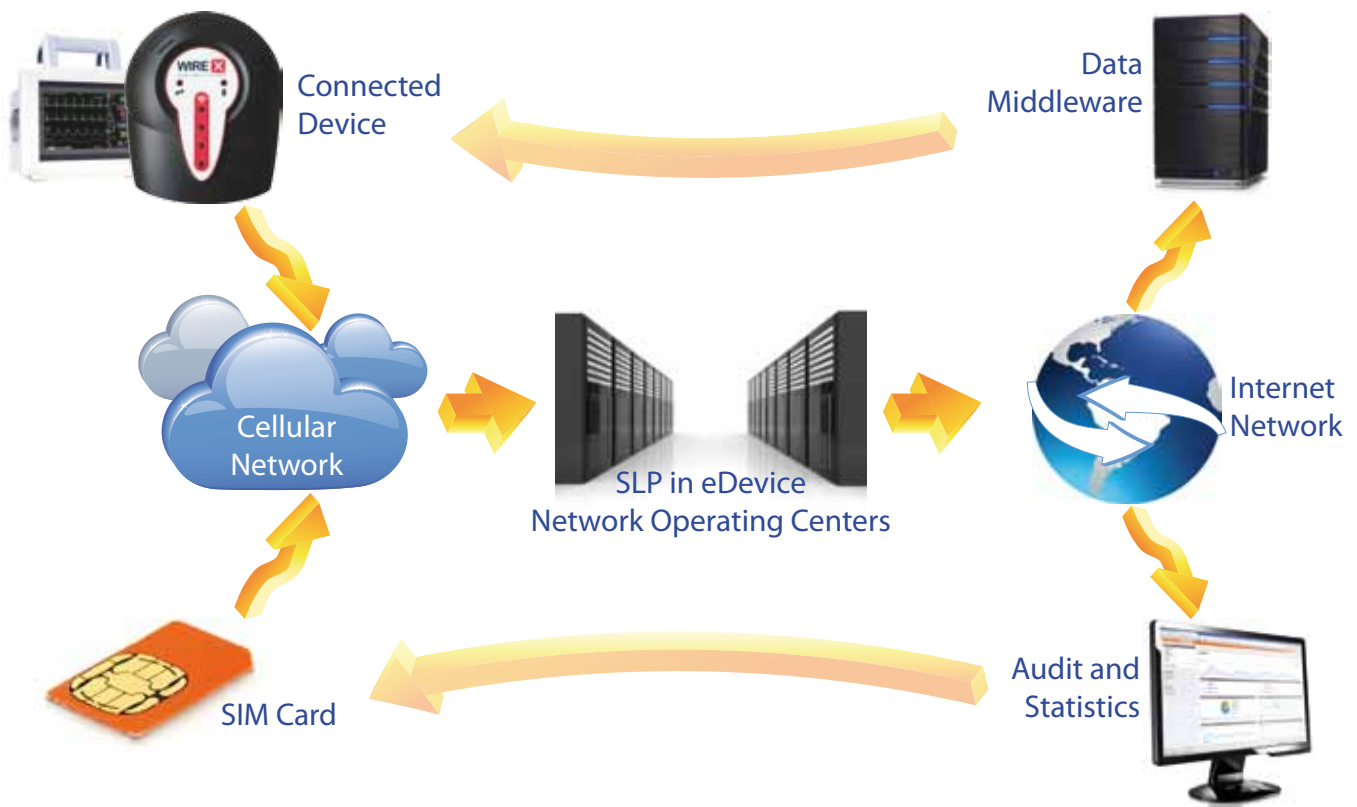 WIRE X
Connected
Device
Data
Middleware
Cellular
Network
SLP in eDevice
Network Operating Centers
Internet
Network
SIM Card
Audit and
Statistics